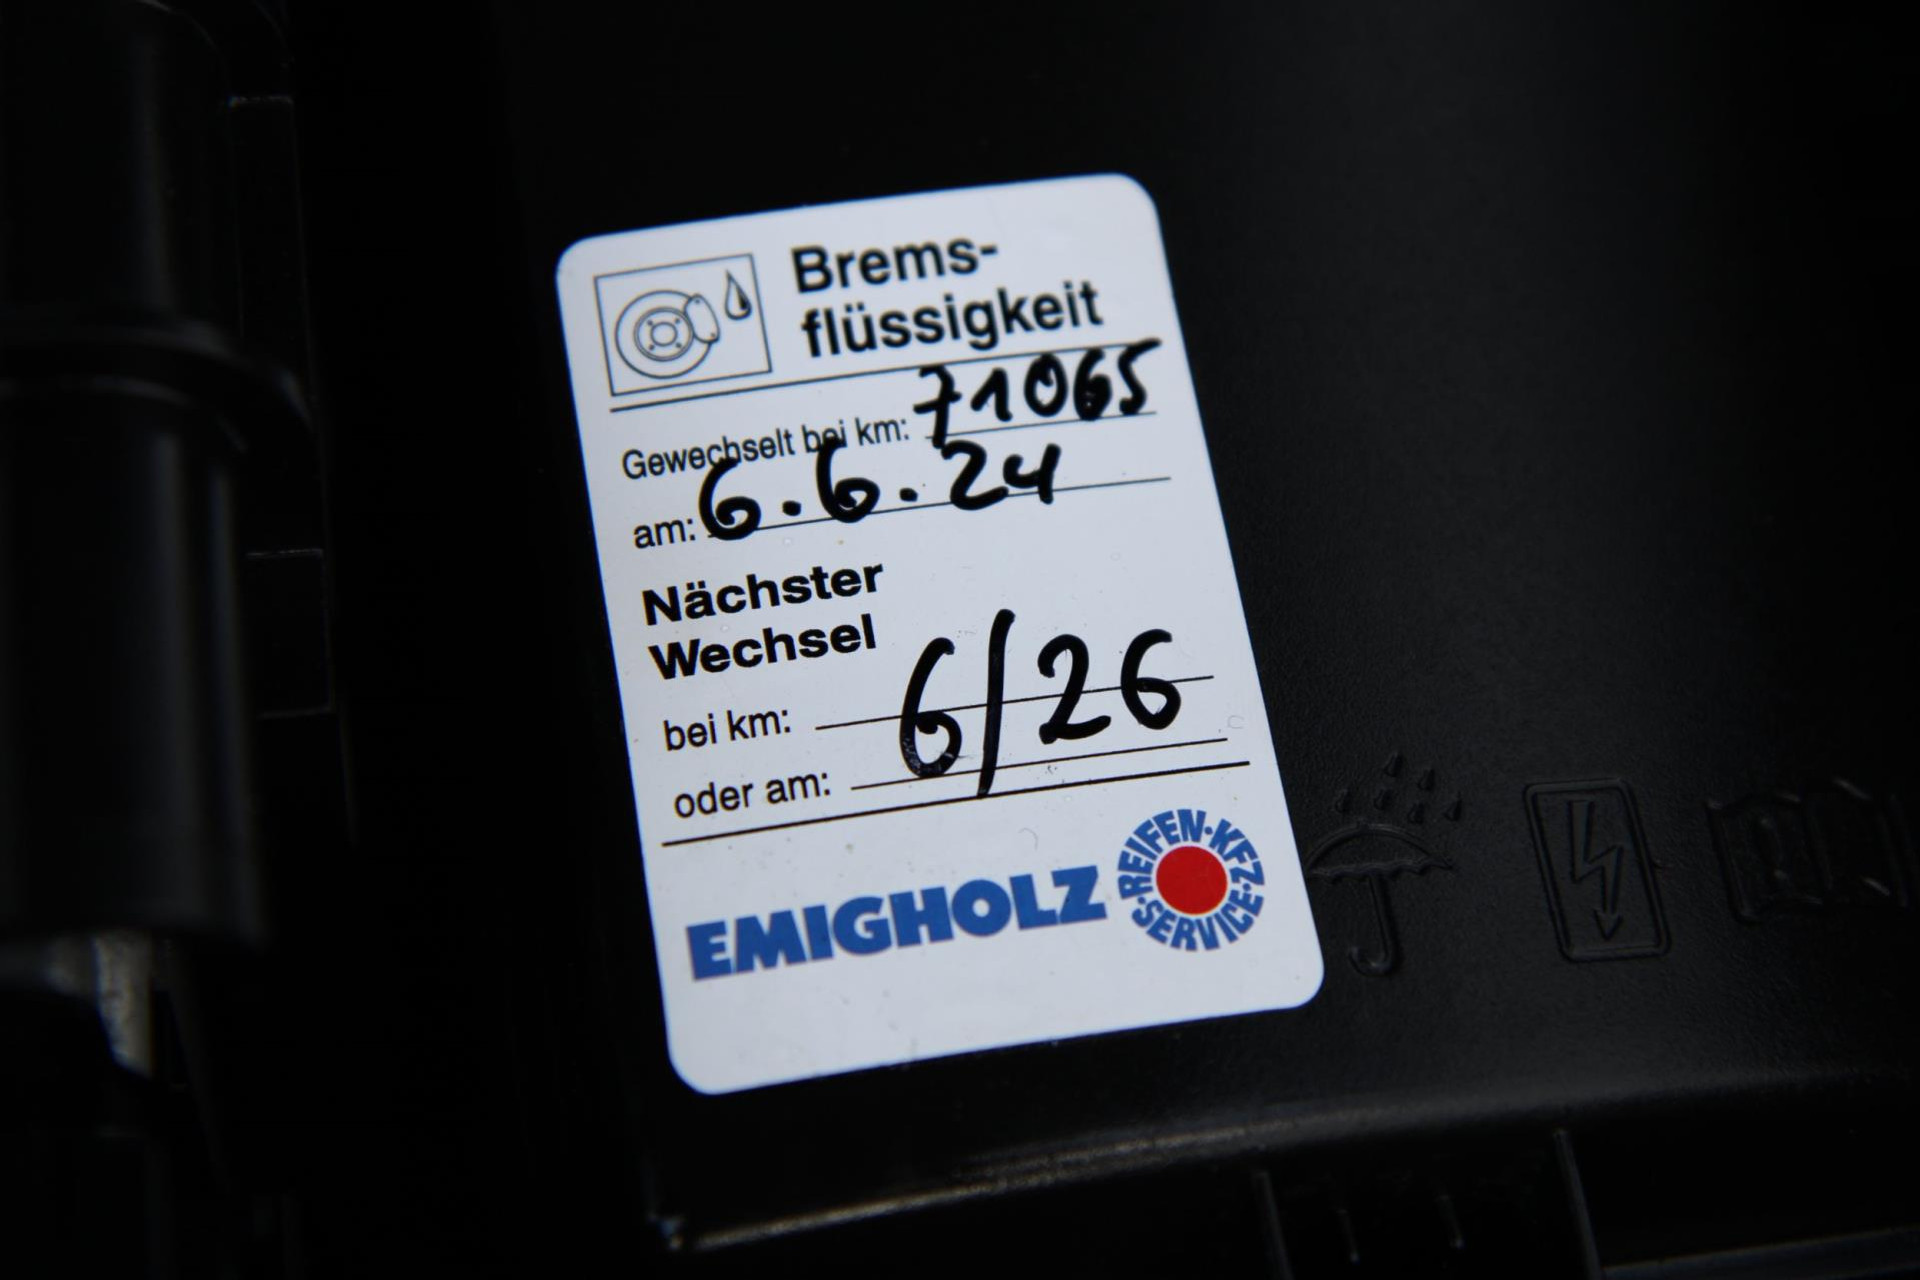 Brems-
flüssigkeit
Gewechselt bei km: 71065
am: 6.6.24
Nächster
Wechsel
bei km: 6/26
oder am:
EMIGHOLZ
REIFEN·KFZ·SERVICE·